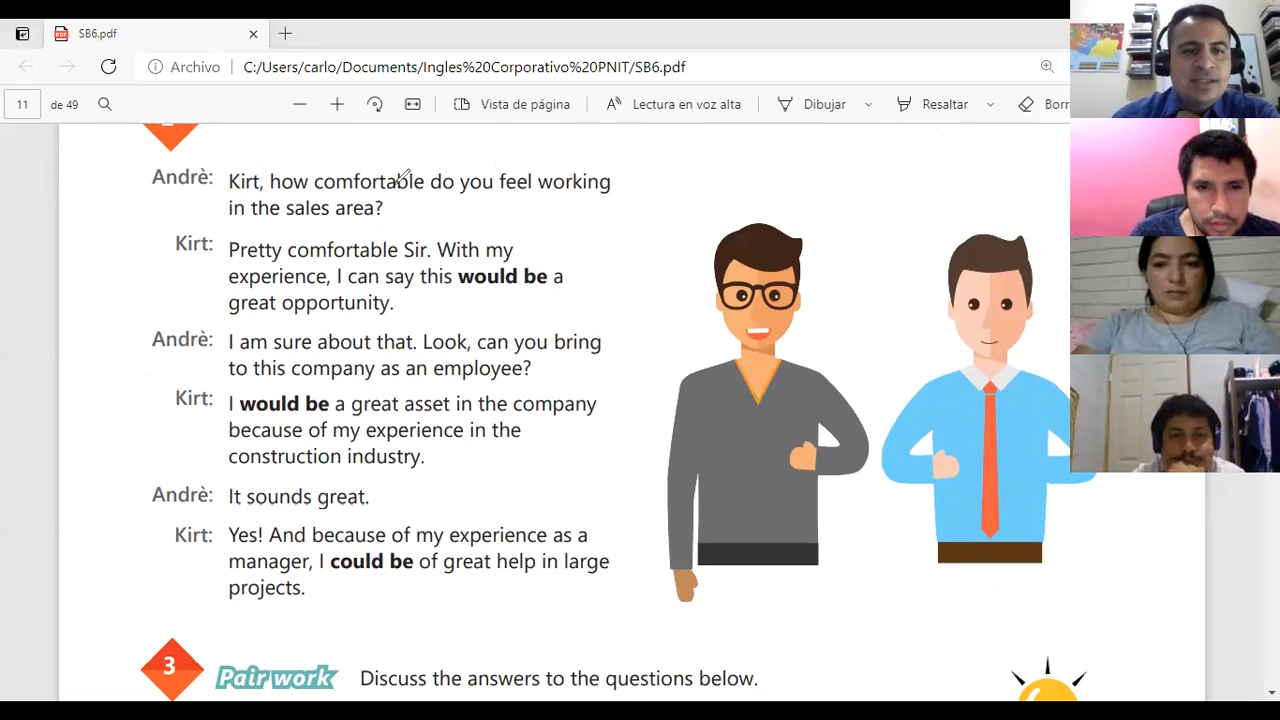 SB6.pdf
Archivo
C:/Users/carlo/Documents
%20Corporativo%20PNIT/SB6.pdf
11 de 49
Vista de página
Lectura en voz alta
Dibujar
Resaltar
Borr
Andrè: Kirt, how comfortable do you feel working
in the sales area?
Kirt: Pretty comfortable Sir. With my
experience, I can say this would be a
great opportunity.
Andrè: I am sure about that. Look, can you bring
to this company as an employee?
Kirt: I would be a great asset in the company
because of my experience in the
construction industry.
Andrè: It sounds great.
Kirt: Yes! And because of my experience as a
manager, I could be of great help in large
projects.
3 Pair work Discuss the answers to the questions below.